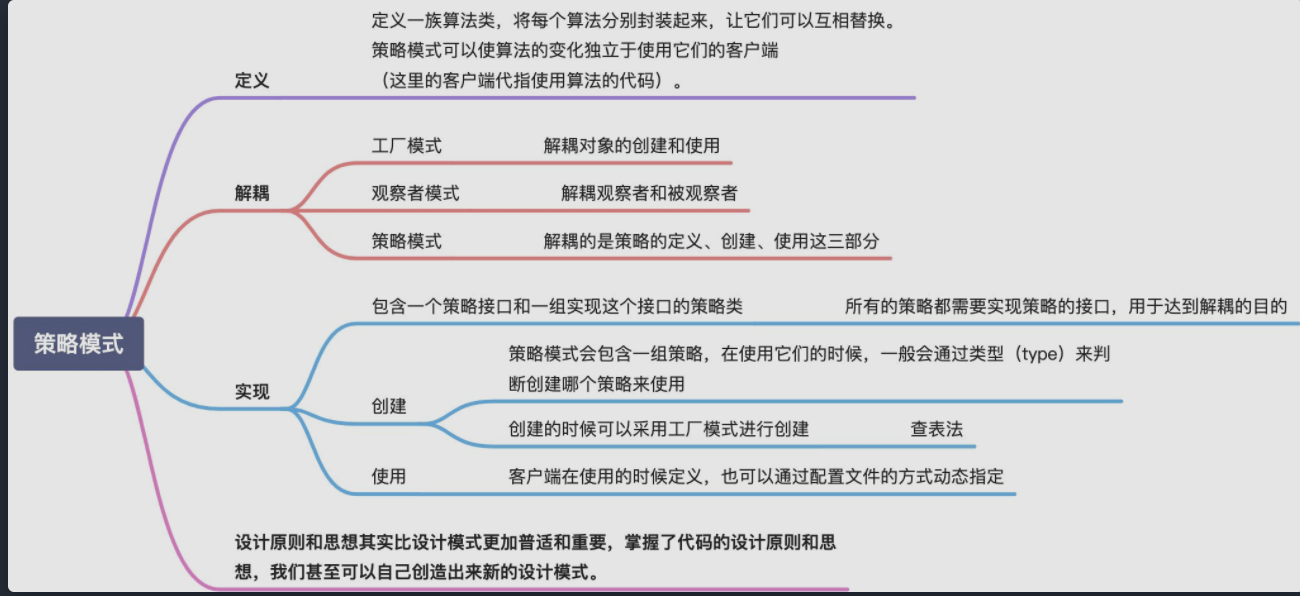 定义一族算法类，将每个算法分别封装起来，让它们可以互相替换。
策略模式可以使算法的变化独立于使用它们的客户端
（这里的客户端代指使用算法的代码）。
定义
工厂模式 解耦对象的创建和使用
解耦
观察者模式 解耦观察者和被观察者
策略模式 解耦的是策略的定义、创建、使用这三部分
包含一个策略接口和一组实现这个接口的策略类 所有的策略都需要实现策略的接口，用于达到解耦的目的
策略模式
策略模式会包含一组策略，在使用它们的时候，一般会通过类型（type）来判
断创建哪个策略来使用
实现
创建
创建的时候可以采用工厂模式进行创建 查表法
使用 客户端在使用的时候定义，也可以通过配置文件的方式动态指定
设计原则和思想其实比设计模式更加普适和重要，掌握了代码的设计原则和思
想，我们甚至可以自己创造出来新的设计模式。